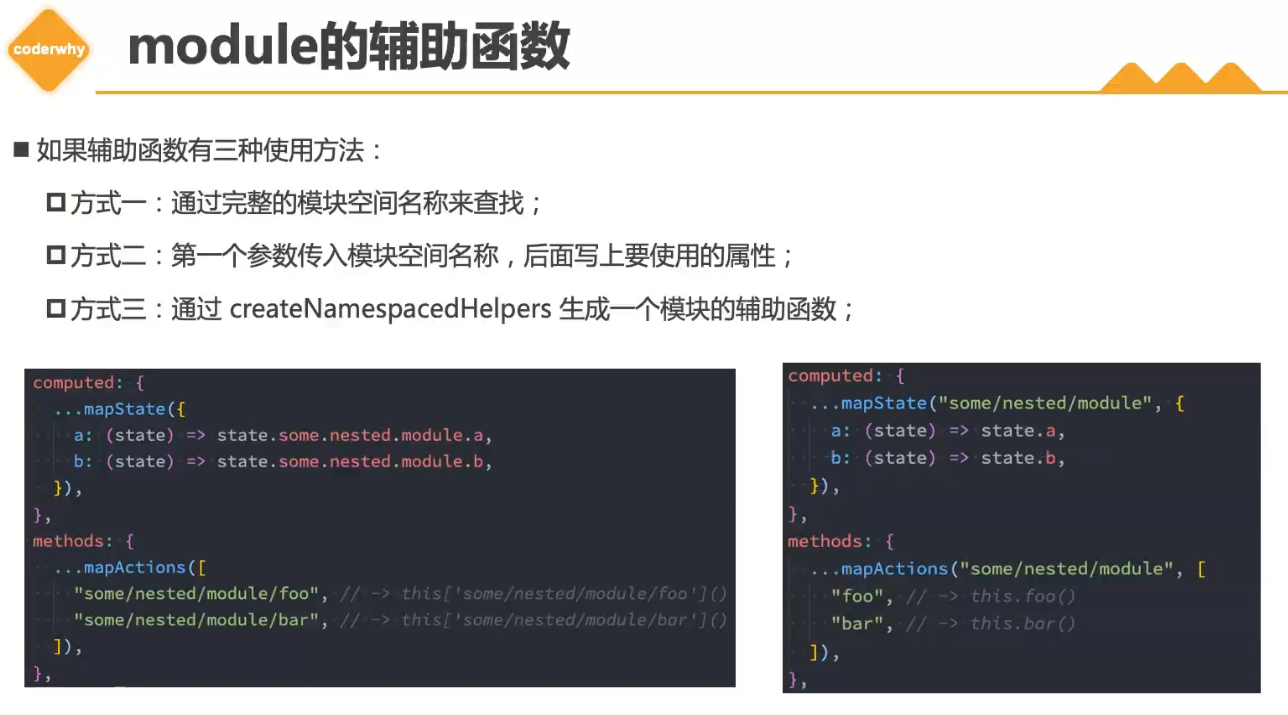 coderwhy
module的辅助函数
如果辅助函数有三种使用方法：
方式一：通过完整的模块空间名称来查找；
方式二：第一个参数传入模块空间名称，后面写上要使用的属性；
方式三：通过 createNamespacedHelpers 生成一个模块的辅助函数；
computed: {
...mapState({
a: (state) => state.some.nested.module.a,
b: (state) => state.some.nested.module.b,
}),
},
methods: {
...mapActions([
"some/nested/module/foo", // -> this['some/nested/module/foo']()
"some/nested/module/bar", // -> this['some/nested/module/bar']()
]),
},
computed: {
...mapState("some/nested/module", {
a: (state) => state.a,
b: (state) => state.b,
}),
},
methods: {
...mapActions("some/nested/module", [
"foo", // -> this.foo()
"bar", // -> this.bar()
]),
},